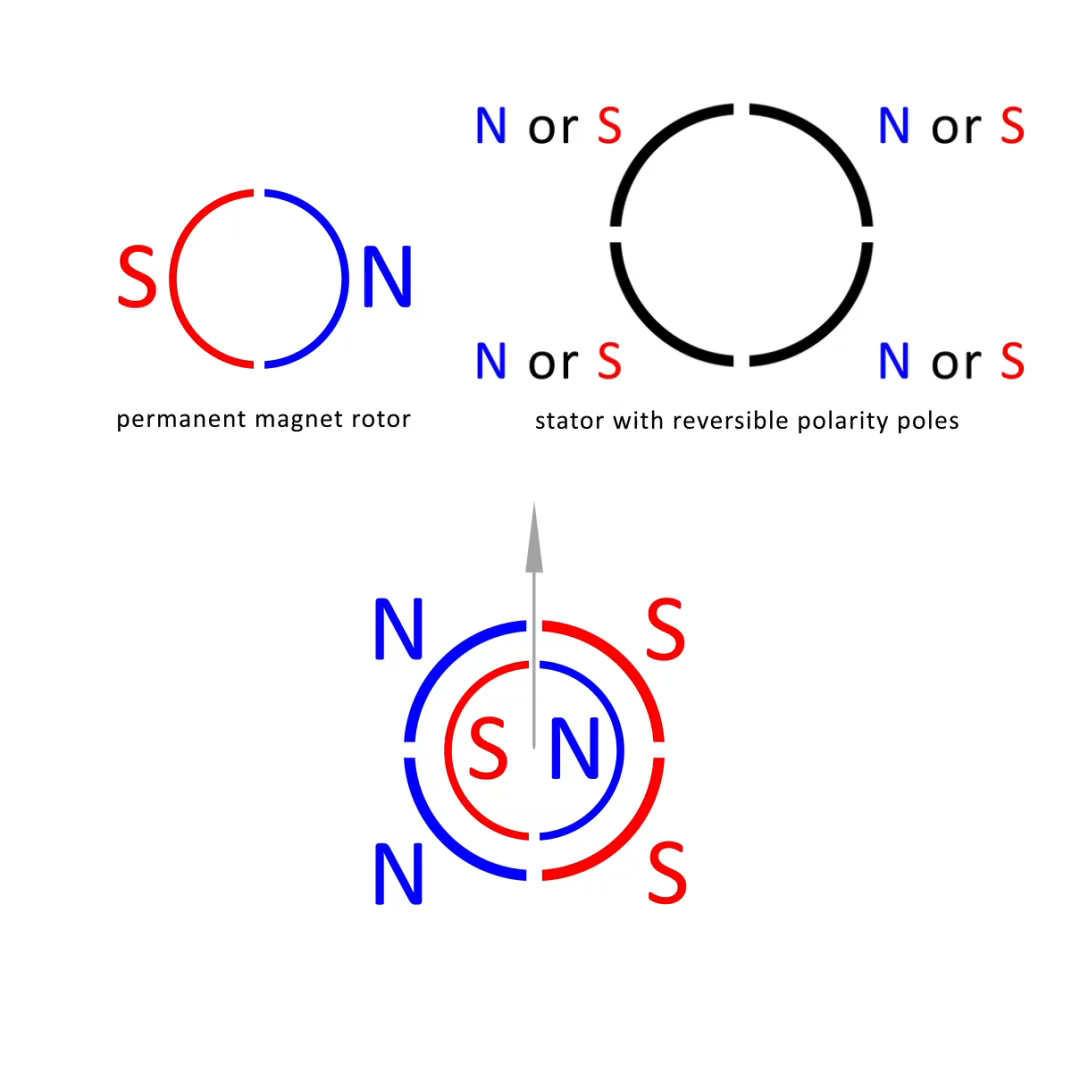 N or S N or S
S N
N or S N or S
permanent magnet rotor
stator with reversible polarity poles
N S
S N
N S